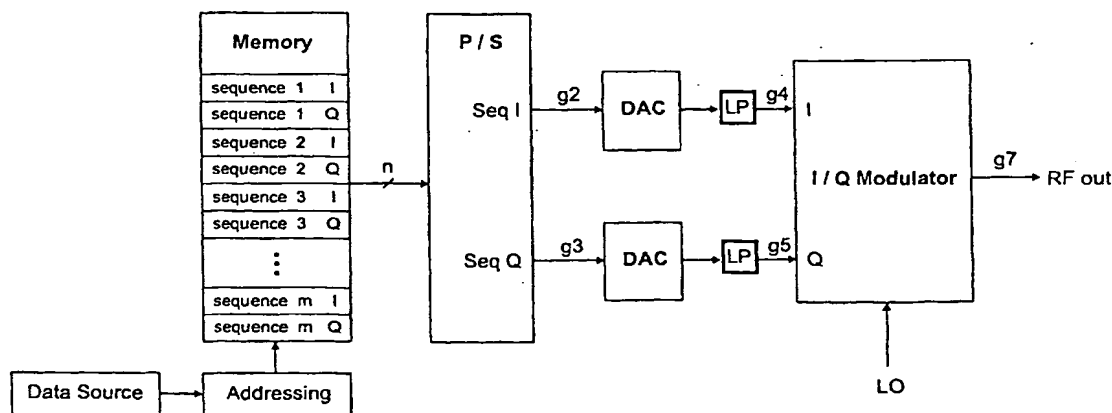 Memory
sequence 1 I
sequence 1 Q
sequence 2 I
sequence 2 Q
sequence 3 I
sequence 3 Q
sequence m I
sequence m Q
n
P / S
Seq I
Seq Q
g2
DAC
LP
g4
g3
DAC
LP
g5
I
I / Q Modulator
Q
g7
RF out
LO
Data Source
Addressing